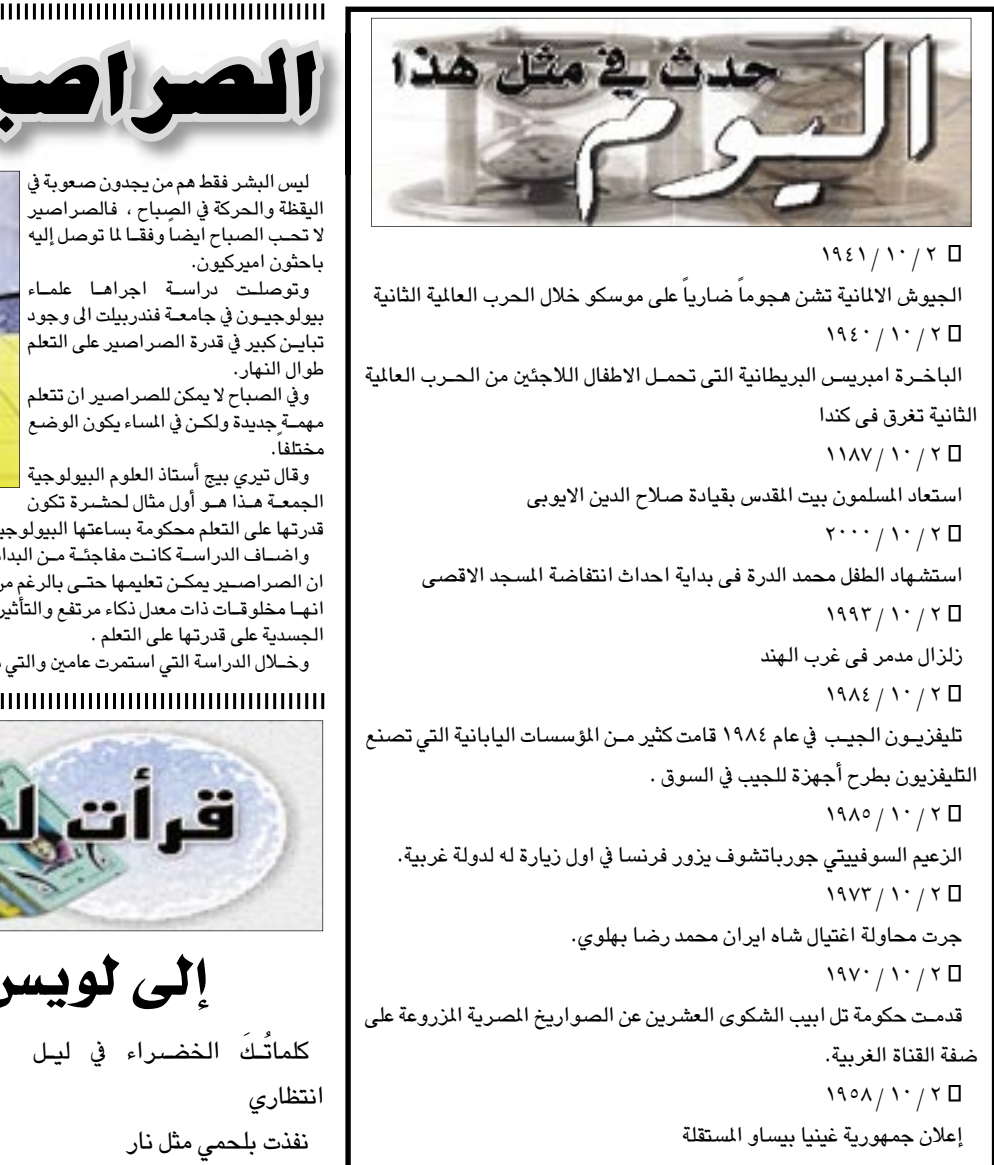 حدث في مثل هذا
اليوم
٢ / ١٠ / ١٩٤١
الجيوش الالمانية تشن هجوماً ضارياً على موسكو خلال الحرب العالمية الثانية
٢ / ١٠ / ١٩٤٠
الباخرة امبريس البريطانية التى تحمل الاطفال اللاجئين من الحرب العالمية
الثانية تغرق فى كندا
٢ / ١٠ / ١١٨٧
استعاد المسلمون بيت المقدس بقيادة صلاح الدين الايوبى
٢ / ١٠ / ٢٠٠٠
استشهاد الطفل محمد الدرة فى بداية احداث انتفاضة المسجد الاقصى
٢ / ١٠ / ١٩٩٣
زلزال مدمر فى غرب الهند
٢ / ١٠ / ١٩٨٤
تليفزيون الجيب في عام ١٩٨٤ قامت كثير من المؤسسات اليابانية التي تصنع
التليفزيون بطرح أجهزة للجيب في السوق .
٢ / ١٠ / ١٩٨٥
الزعيم السوفييتي جورباتشوف يزور فرنسا في اول زيارة له لدولة غربية.
٢ / ١٠ / ١٩٧٣
جرت محاولة اغتيال شاه ايران محمد رضا بهلوي.
٢ / ١٠ / ١٩٧٠
قدمت حكومة تل ابيب الشكوى العشرين عن الصواريخ المصرية المزروعة على
ضفة القناة الغربية.
٢ / ١٠ / ١٩٥٨
إعلان جمهورية غينيا بيساو المستقلة
ليس البشر فقط هم من يجدون صعوبة في
اليقظة والحركة في الصباح ، فالصراصير
لا تحب الصباح ايضاً وفقا لما توصل إليه
باحثون اميركيون.
وتوصلت دراسة اجراها علماء
بيولوجيون في جامعة فندربيلت الى وجود
تباين كبير في قدرة الصراصير على التعلم
طوال النهار.
وفي الصباح لا يمكن للصراصير ان تتعلم
مهمة جديدة ولكن في المساء يكون الوضع
مختلفاً.
وقال تيري بيج أستاذ العلوم البيولوجية
الجمعة هذا هو أول مثال لحشرة تكون
قدرتها على التعلم محكومة بساعتها
واضاف الدراسة كانت مفاجئة من
ان الصراصير يمكن تعليمها حتى بالرغم
انها مخلوقات ذات معدل ذكاء مرتفع والتأثير
الجسدية على قدرتها على التعلم .
وخلال الدراسة التي استمرت عامين والتي
قرأت
إلى
كلماتُكَ الخضراء في ليل
انتظاري
نفذت بلحمي مثل نار